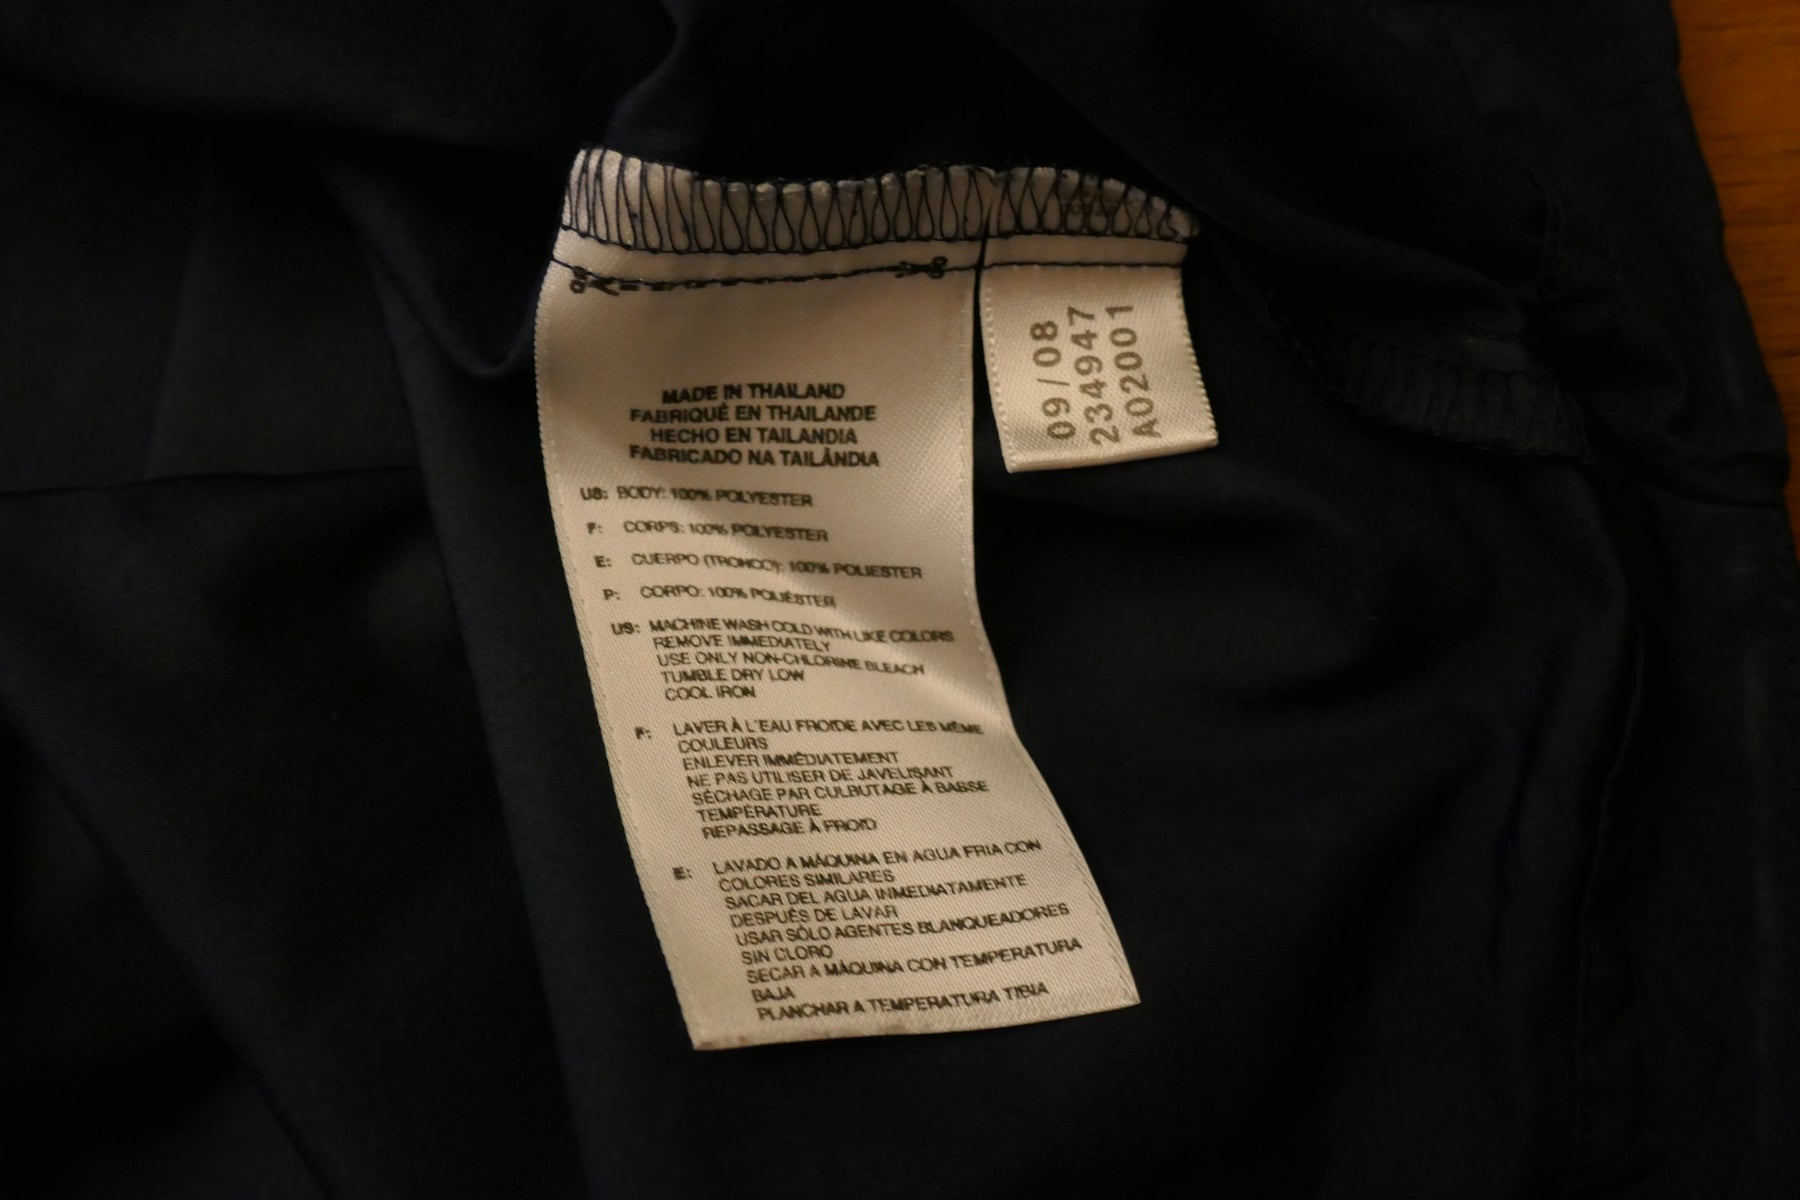 MADE IN THAILAND
FABRIQUÉ EN THAILANDE
HECHO EN TAILANDIA
FABRICADO NA TAILÂNDIA
US: BODY: 100% POLYESTER
F: CORPS: 100% POLYESTER
E: CUERPO (TRONCO): 100% POLIESTER
P: CORPO: 100% POLIÉSTER
US: MACHINE WASH COLD WITH LIKE COLORS
REMOVE IMMEDIATELY
USE ONLY NON-CHLORINE BLEACH
TUMBLE DRY LOW
COOL IRON
F: LAVER À L'EAU FROIDE AVEC LES MÊME
COULEURS
ENLEVER IMMÉDIATEMENT
NE PAS UTILISER DE JAVELISANT
SÉCHAGE PAR CULBUTAGE À BASSE
TEMPÉRATURE
REPASSAGE À FROID
E: LAVADO A MÁQUINA EN AGUA FRIA CON
COLORES SIMILARES
SACAR DEL AGUA INMEDIATAMENTE
DESPUÉS DE LAVAR
USAR SÓLO AGENTES BLANQUEADORES
SIN CLORO
SECAR A MÁQUINA CON TEMPERATURA
BAJA
PLANCHAR A TEMPERATURA TIBIA
09/08
234947
A02001